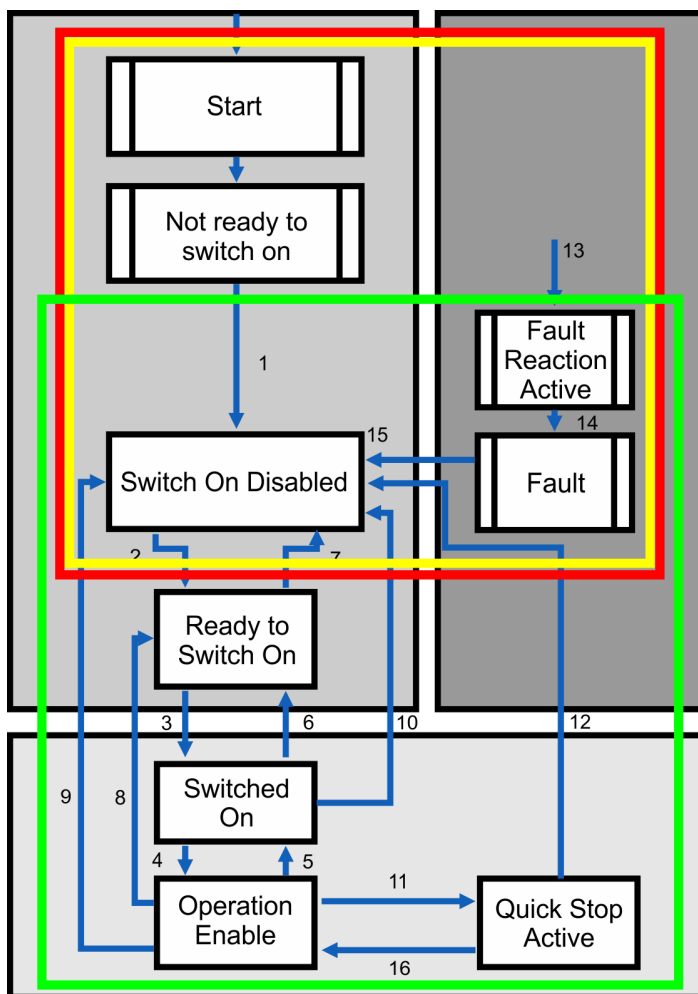 Start
Not ready to
switch on
13
1
Fault
Reaction
Active
14
15
Switch On Disabled
Fault
2
7
Ready to
Switch On
3
6
10
12
Switched
On
9
8
4
5
11
Operation
Enable
Quick Stop
Active
16